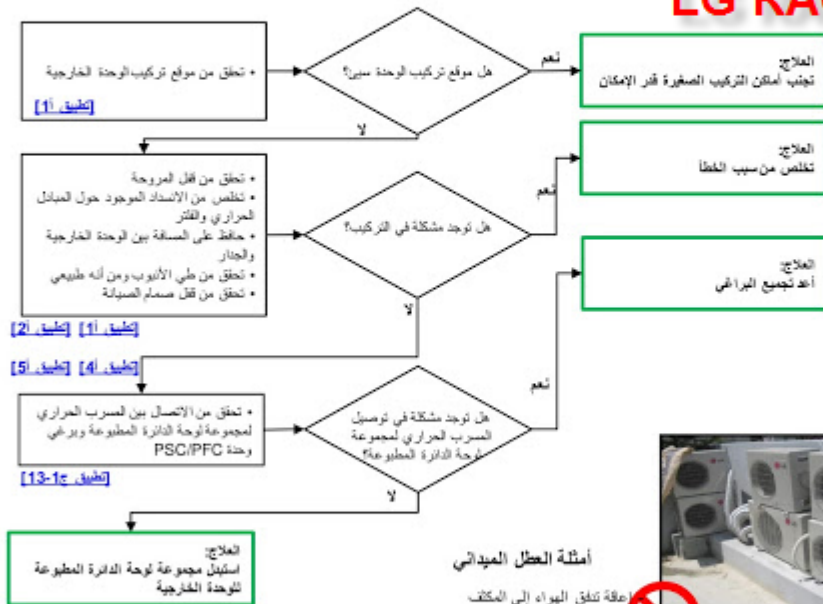 LG RAC
• تحقق من موقع تركيب الوحدة الخارجية
[تطبيق أ1]
هل موقع تركيب الوحدة سيئ؟
نعم
العلاج:
تجنب أماكن التركيب الصغيرة قدر الإمكان
لا
• تحقق من قفل المروحة
• تخلص من الانسداد الموجود حول المبادل
الحراري والفلتر
• حافظ على المسافة بين الوحدة الخارجية
والجدار
• تحقق من طي الأنبوب ومن أنه طبيعي
• تحقق من قفل صمام الصيانة
[تطبيق أ1] [تطبيق أ2]
[تطبيق أ4] [تطبيق أ5]
هل توجد مشكلة في التركيب؟
نعم
العلاج:
تخلص من سبب الخطأ
لا
• تحقق من الاتصال بين المسرب الحراري
لمجموعة لوحة الدائرة المطبوعة وبرغي
وحدة PSC/PFC
[تطبيق ج1-13]
هل توجد مشكلة في توصيل
المسرب الحراري لمجموعة
لوحة الدائرة المطبوعة؟
نعم
العلاج:
أعد تجميع البراغي
لا
العلاج:
استبدل مجموعة لوحة الدائرة المطبوعة
للوحدة الخارجية
أمثلة العطل الميداني
إعاقة تدفق الهواء إلى المكثف